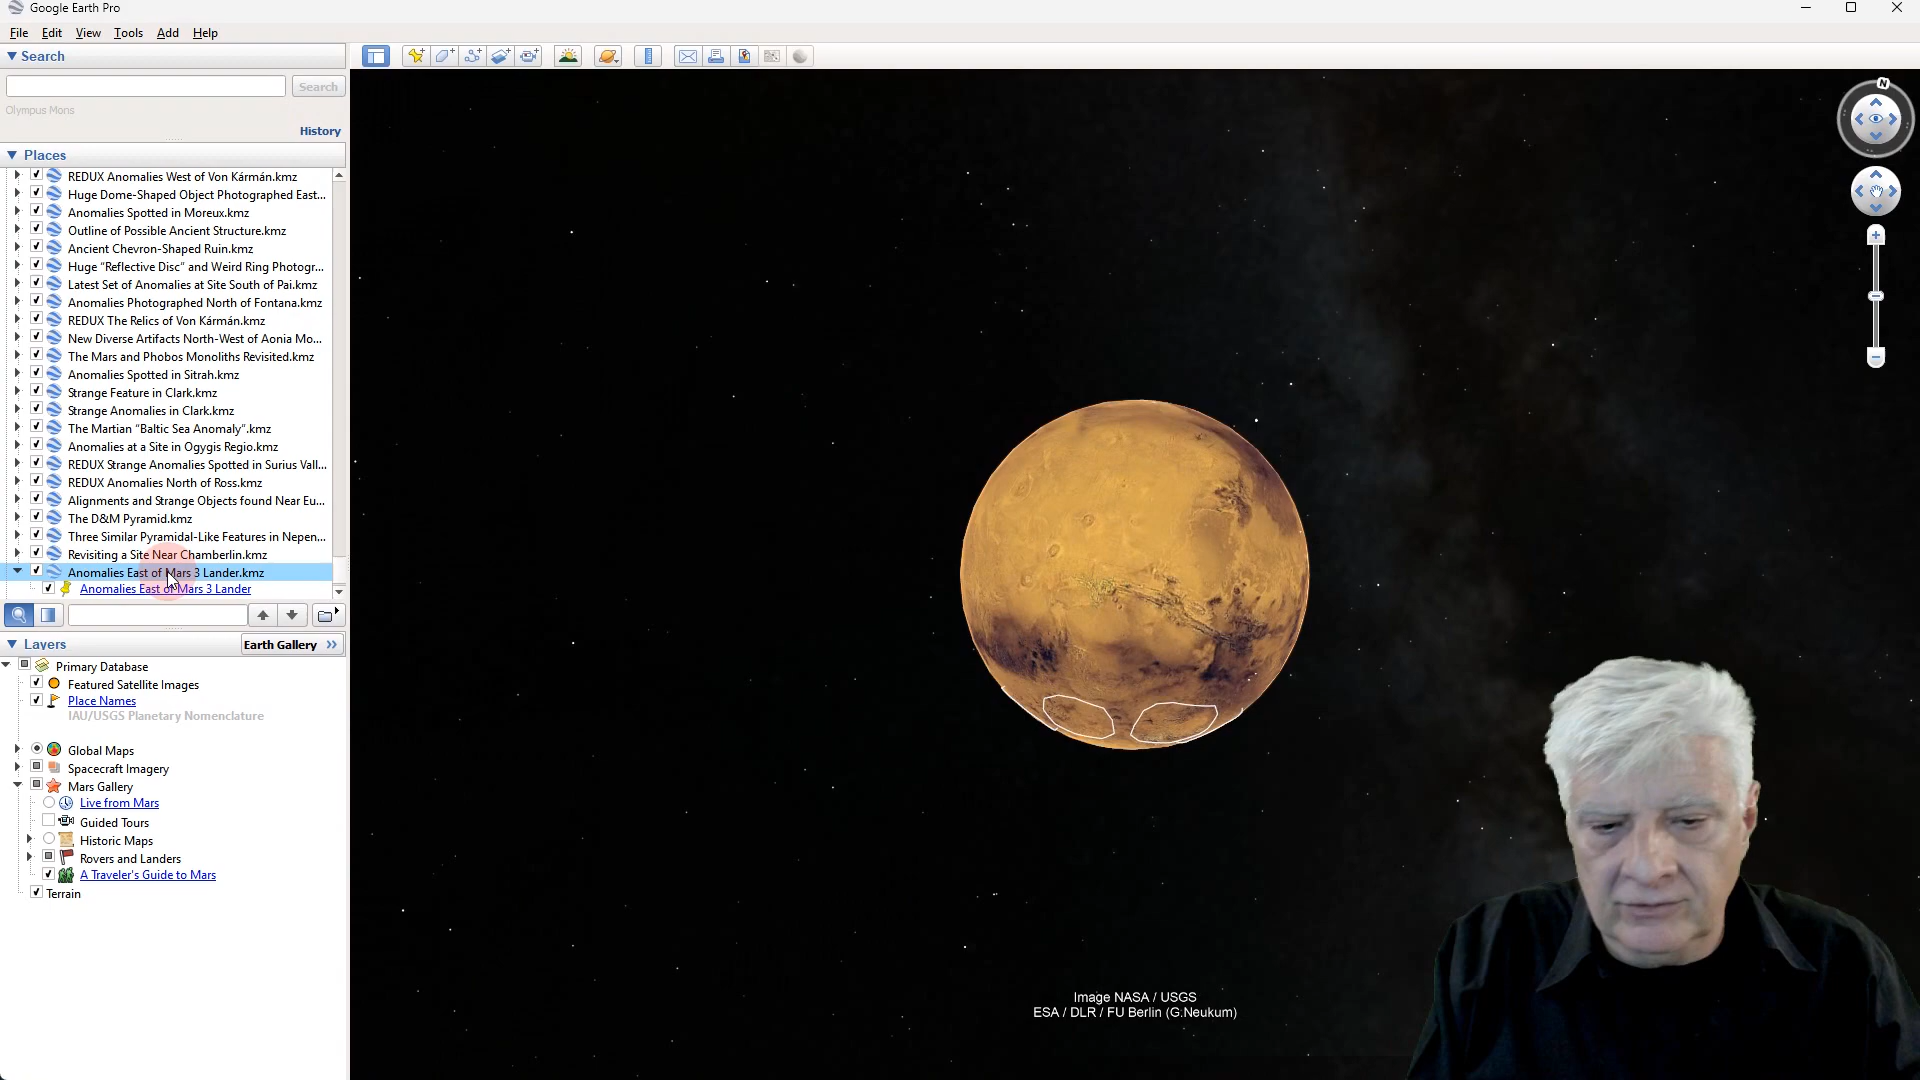 Google Earth Pro
File Edit View Tools Add Help
Search
Search
Olympus Mons
History
Places
REDUX Anomalies West of Von Kármán.kmz
Huge Dome-Shaped Object Photographed East...
Anomalies Spotted in Moreux.kmz
Outline of Possible Ancient Structure.kmz
Ancient Chevron-Shaped Ruin.kmz
Huge “Reflective Disc” and Weird Ring Photogr...
Latest Set of Anomalies at Site South of Pai.kmz
Anomalies Photographed North of Fontana.kmz
REDUX The Relics of Von Kármán.kmz
New Diverse Artifacts North-West of Aonia Mo...
The Mars and Phobos Monoliths Revisited.kmz
Anomalies Spotted in Sitrah.kmz
Strange Feature in Clark.kmz
Strange Anomalies in Clark.kmz
The Martian “Baltic Sea Anomaly”.kmz
Anomalies at a Site in Ogygis Regio.kmz
REDUX Strange Anomalies Spotted in Surius Vall...
REDUX Anomalies North of Ross.kmz
Alignments and Strange Objects found Near Eu...
The D&M Pyramid.kmz
Three Similar Pyramidal-Like Features in Nepen...
Revisiting a Site Near Chamberlin.kmz
Anomalies East of Mars 3 Lander.kmz
Anomalies East of Mars 3 Lander
Layers
Earth Gallery »
Primary Database
Featured Satellite Images
Place Names
IAU/USGS Planetary Nomenclature
Global Maps
Spacecraft Imagery
Mars Gallery
Live from Mars
Guided Tours
Historic Maps
Rovers and Landers
A Traveler's Guide to Mars
Terrain
N
Image NASA / USGS
ESA / DLR / FU Berlin (G.Neukum)